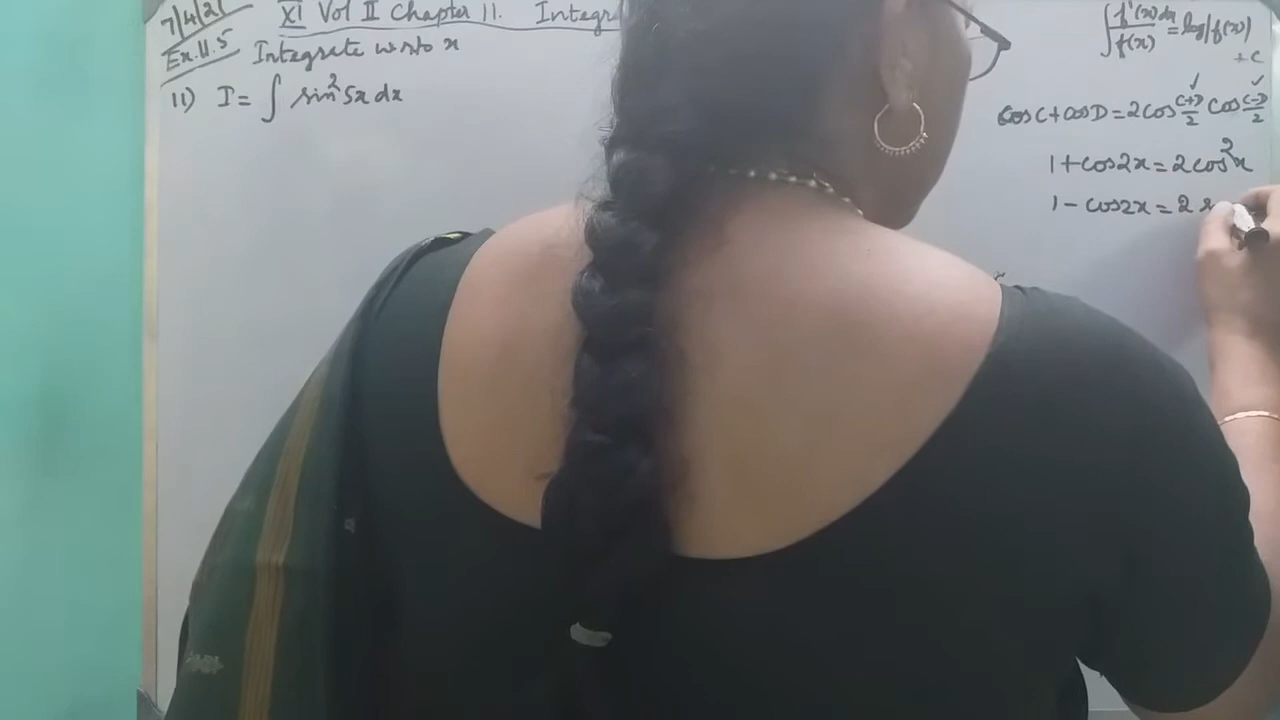 7/4/21
XI Vol II Chapter 11. Integr
Ex.11.5
Integrate w.r.to x
11) I = ∫ sin²5x dx
∫ f'(x)dx / f(x) = log|f(x)| + c
cos C + cos D = 2cos (C+D)/2 cos (C-D)/2
1 + cos2x = 2cos²x
1 - cos2x = 2 s